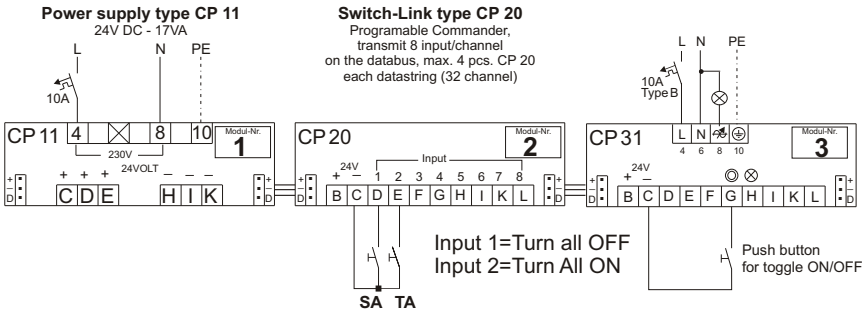 Power supply type CP 11
24V DC - 17VA
Switch-Link type CP 20
Programable Commander,
transmit 8 input/channel
on the databus, max. 4 pcs. CP 20
each datastring (32 channel)
L N PE
10A
L N PE
10A
Type B
CP 11
4 8 10
230V
Modul-Nr.
1
24VOLT
+ + + – – –
C D E H I K
+
–
D
+
–
D
CP 20
Modul-Nr.
2
24V
+ –
Input
1 2 3 4 5 6 7 8
B C D E F G H I K L
+
–
D
+
–
D
SA TA
Input 1=Turn all OFF
Input 2=Turn All ON
CP 31
L N
4 6 8 10
Modul-Nr.
3
24V
+ –
B C D E F G H I K L
+
–
D
+
–
D
Push button
for toggle ON/OFF